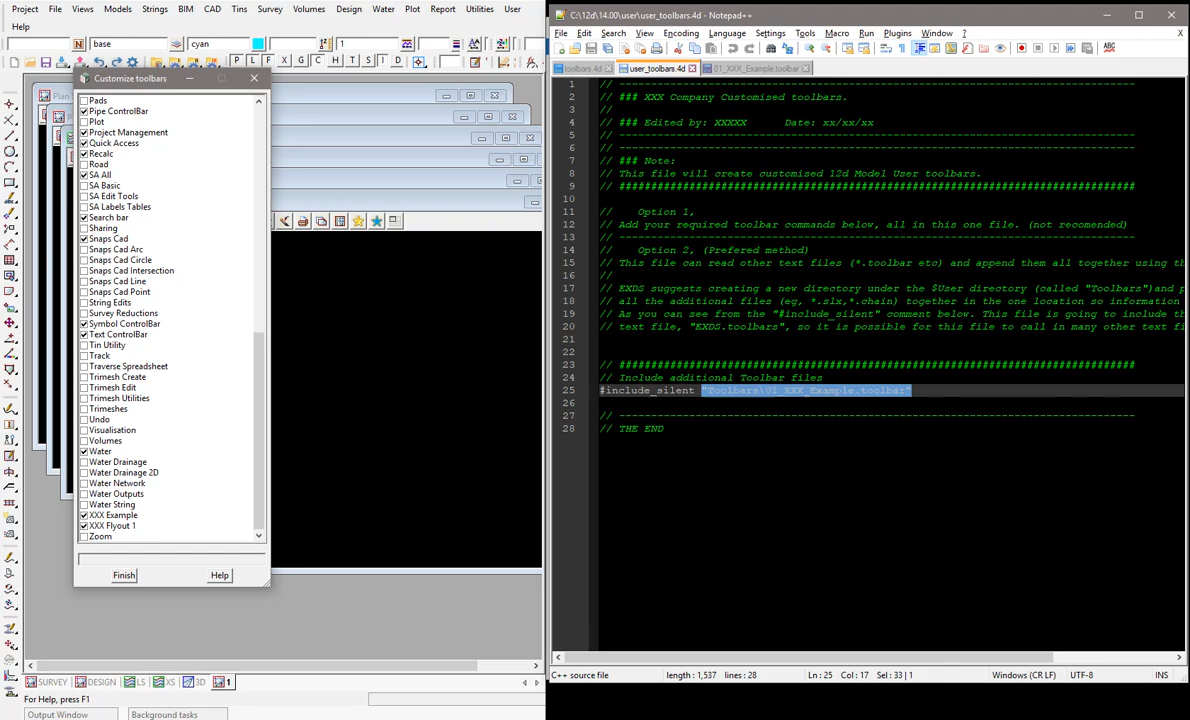 Project File Views Models Strings BIM CAD Tins Survey Volumes Design Water Plot Report Utilities User
Help
base
cyan
1
P L F X G C H T S I D
Customize toolbars
Plan
Pads
Pipe ControlBar
Plot
Project Management
Quick Access
Recalc
Road
SA All
SA Basic
SA Edit Tools
SA Labels Tables
Search bar
Sharing
Snaps Cad
Snaps Cad Arc
Snaps Cad Circle
Snaps Cad Intersection
Snaps Cad Line
Snaps Cad Point
String Edits
Survey Reductions
Symbol ControlBar
Text ControlBar
Tin Utility
Track
Traverse Spreadsheet
Trimesh Create
Trimesh Edit
Trimesh Utilities
Trimeshes
Undo
Visualisation
Volumes
Water
Water Drainage
Water Drainage 2D
Water Network
Water Outputs
Water String
XXX Example
XXX Flyout 1
Zoom
Finish Help
SURVEY DESIGN LS XS 3D 1
For Help, press F1
Output Window Background tasks
C:\12d\14.00\user\user_toolbars.4d - Notepad++
File Edit Search View Encoding Language Settings Tools Macro Run Plugins Window ? X
toolbars.4d user_toolbars.4d 01_XXX_Example.toolbar
1 // --------------------------------------------------------------------------------
2 // ### XXX Company Customised toolbars.
3 //
4 // ### Edited by: XXXXX Date: xx/xx/xx
5 // --------------------------------------------------------------------------------
6 // --------------------------------------------------------------------------------
7 // ### Note:
8 // This file will create customised 12d Model User toolbars.
9 // ################################################################################
10
11 // Option 1,
12 // Add your required toolbar commands below, all in this one file. (not recomended)
13 // --------------------------------------------------------------------------------
14 // Option 2, (Prefered method)
15 // This file can read other text files (*.toolbar etc) and append them all together using th
16 //
17 // EXDS suggests creating a new directory under the $User directory (called "Toolbars")and p
18 // all the additional files (eg, *.slx,*.chain) together in the one location so information
19 // As you can see from the "#include_silent" comment below. This file is going to include th
20 // text file, "EXDS.toolbars", so it is possible for this file to call in many other text fi
21
22
23 // ################################################################################
24 // Include additional Toolbar files
25 #include_silent "Toolbars\01_XXX_Example.toolbar"
26
27 // --------------------------------------------------------------------------------
28 // THE END
C++ source file length : 1,537 lines : 28 Ln : 25 Col : 17 Sel : 33 | 1 Windows (CR LF) UTF-8 INS